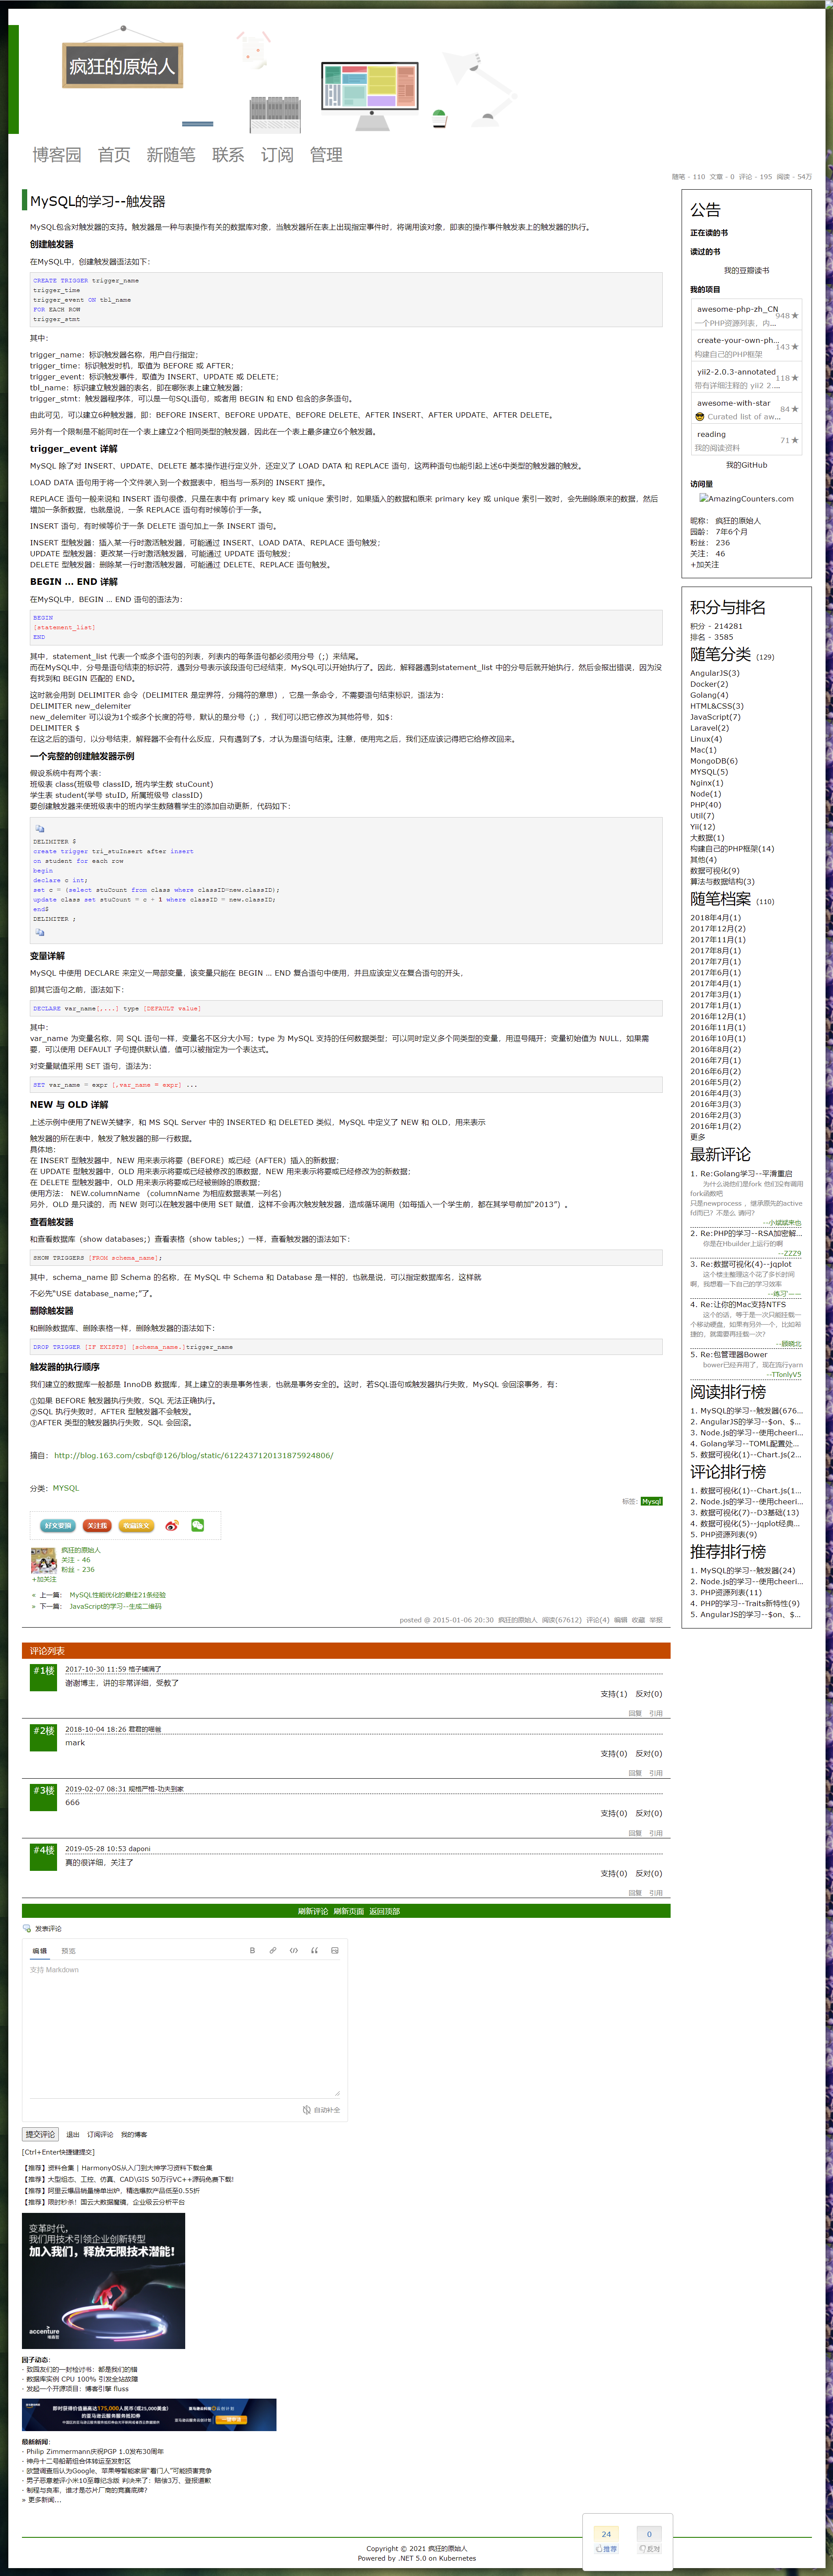 疯狂的原始人
博客园 首页 新随笔 联系 订阅 管理
随笔 - 110 文章 - 0 评论 - 195 阅读 - 54万
MySQL的学习--触发器
MySQL包含对触发器的支持。触发器是一种与表操作有关的数据库对象，当触发器所在表上出现指定事件时，将调用该对象，即表的操作事件触发表上的触发器的执行。
创建触发器
在MySQL中，创建触发器语法如下：
CREATE TRIGGER trigger_name
trigger_time
trigger_event ON tbl_name
FOR EACH ROW
trigger_stmt
其中：
trigger_name：标识触发器名称，用户自行指定；
trigger_time：标识触发时机，取值为 BEFORE 或 AFTER；
trigger_event：标识触发事件，取值为 INSERT、UPDATE 或 DELETE；
tbl_name：标识建立触发器的表名，即在哪张表上建立触发器；
trigger_stmt：触发器程序体，可以是一句SQL语句，或者用 BEGIN 和 END 包含的多条语句。
由此可见，可以建立6种触发器，即：BEFORE INSERT、BEFORE UPDATE、BEFORE DELETE、AFTER INSERT、AFTER UPDATE、AFTER DELETE。
另外有一个限制是不能同时在一个表上建立2个相同类型的触发器，因此在一个表上最多建立6个触发器。
trigger_event 详解
MySQL 除了对 INSERT、UPDATE、DELETE 基本操作进行定义外，还定义了 LOAD DATA 和 REPLACE 语句，这两种语句也能引起上述6中类型的触发器的触发。
LOAD DATA 语句用于将一个文件装入到一个数据表中，相当与一系列的 INSERT 操作。
REPLACE 语句一般来说和 INSERT 语句很像，只是在表中有 primary key 或 unique 索引时，如果插入的数据和原来 primary key 或 unique 索引一致时，会先删除原来的数据，然后
增加一条新数据，也就是说，一条 REPLACE 语句有时候等价于一条。
INSERT 语句，有时候等价于一条 DELETE 语句加上一条 INSERT 语句。
INSERT 型触发器：插入某一行时激活触发器，可能通过 INSERT、LOAD DATA、REPLACE 语句触发；
UPDATE 型触发器：更改某一行时激活触发器，可能通过 UPDATE 语句触发；
DELETE 型触发器：删除某一行时激活触发器，可能通过 DELETE、REPLACE 语句触发。
BEGIN … END 详解
在MySQL中，BEGIN … END 语句的语法为：
BEGIN
[statement_list]
END
其中，statement_list 代表一个或多个语句的列表，列表内的每条语句都必须用分号（;）来结尾。
而在MySQL中，分号是语句结束的标识符，遇到分号表示该段语句已经结束，MySQL可以开始执行了。因此，解释器遇到statement_list 中的分号后就开始执行，然后会报出错误，因为没
有找到和 BEGIN 匹配的 END。
这时就会用到 DELIMITER 命令（DELIMITER 是定界符，分隔符的意思），它是一条命令，不需要语句结束标识，语法为：
DELIMITER new_delemiter
new_delemiter 可以设为1个或多个长度的符号，默认的是分号（;），我们可以把它修改为其他符号，如$：
DELIMITER $
在这之后的语句，以分号结束，解释器不会有什么反应，只有遇到了$，才认为是语句结束。注意，使用完之后，我们还应该记得把它给修改回来。
一个完整的创建触发器示例
假设系统中有两个表：
班级表 class(班级号 classID, 班内学生数 stuCount)
学生表 student(学号 stuID, 所属班级号 classID)
要创建触发器来使班级表中的班内学生数随着学生的添加自动更新，代码如下：
DELIMITER $
create trigger tri_stuInsert after insert
on student for each row
begin
declare c int;
set c = (select stuCount from class where classID=new.classID);
update class set stuCount = c + 1 where classID = new.classID;
end$
DELIMITER ;
变量详解
MySQL 中使用 DECLARE 来定义一局部变量，该变量只能在 BEGIN … END 复合语句中使用，并且应该定义在复合语句的开头，
即其它语句之前，语法如下：
DECLARE var_name[,...] type [DEFAULT value]
其中：
var_name 为变量名称，同 SQL 语句一样，变量名不区分大小写；type 为 MySQL 支持的任何数据类型；可以同时定义多个同类型的变量，用逗号隔开；变量初始值为 NULL，如果需
要，可以使用 DEFAULT 子句提供默认值，值可以被指定为一个表达式。
对变量赋值采用 SET 语句，语法为：
SET var_name = expr [,var_name = expr] ...
NEW 与 OLD 详解
上述示例中使用了NEW关键字，和 MS SQL Server 中的 INSERTED 和 DELETED 类似，MySQL 中定义了 NEW 和 OLD，用来表示
触发器的所在表中，触发了触发器的那一行数据。
具体地：
在 INSERT 型触发器中，NEW 用来表示将要（BEFORE）或已经（AFTER）插入的新数据；
在 UPDATE 型触发器中，OLD 用来表示将要或已经被修改的原数据，NEW 用来表示将要或已经修改为的新数据；
在 DELETE 型触发器中，OLD 用来表示将要或已经被删除的原数据；
使用方法： NEW.columnName （columnName 为相应数据表某一列名）
另外，OLD 是只读的，而 NEW 则可以在触发器中使用 SET 赋值，这样不会再次触发触发器，造成循环调用（如每插入一个学生前，都在其学号前加“2013”）。
查看触发器
和查看数据库（show databases;）查看表格（show tables;）一样，查看触发器的语法如下：
SHOW TRIGGERS [FROM schema_name];
其中，schema_name 即 Schema 的名称，在 MySQL 中 Schema 和 Database 是一样的，也就是说，可以指定数据库名，这样就
不必先“USE database_name;”了。
删除触发器
和删除数据库、删除表格一样，删除触发器的语法如下：
DROP TRIGGER [IF EXISTS] [schema_name.]trigger_name
触发器的执行顺序
我们建立的数据库一般都是 InnoDB 数据库，其上建立的表是事务性表，也就是事务安全的。这时，若SQL语句或触发器执行失败，MySQL 会回滚事务，有：
①如果 BEFORE 触发器执行失败，SQL 无法正确执行。
②SQL 执行失败时，AFTER 型触发器不会触发。
③AFTER 类型的触发器执行失败，SQL 会回滚。
摘自： http://blog.163.com/csbqf@126/blog/static/6122437120131875924806/
分类: MYSQL
标签: Mysql
好文要顶 关注我 收藏该文
疯狂的原始人
关注 - 46
粉丝 - 236
+加关注
« 上一篇： MySQL性能优化的最佳21条经验
» 下一篇： JavaScript的学习--生成二维码
posted @ 2015-01-06 20:30 疯狂的原始人 阅读(67612) 评论(4) 编辑 收藏 举报
评论列表
#1楼 2017-10-30 11:59 格子铺满了
谢谢博主，讲的非常详细，受教了
支持(1) 反对(0)
回复 引用
#2楼 2018-10-04 18:26 君君的喵爸
mark
支持(0) 反对(0)
回复 引用
#3楼 2019-02-07 08:31 规格严格-功夫到家
666
支持(0) 反对(0)
回复 引用
#4楼 2019-05-28 10:53 daponi
真的很详细，关注了
支持(0) 反对(0)
回复 引用
刷新评论 刷新页面 返回顶部
发表评论
编辑 预览
支持 Markdown
自动补全
提交评论 退出 订阅评论 我的博客
[Ctrl+Enter快捷键提交]
【推荐】资料合集 | HarmonyOS从入门到大神学习资料下载合集
【推荐】大型组态、工控、仿真、CAD\GIS 50万行VC++源码免费下载!
【推荐】阿里云爆品销量榜单出炉，精选爆款产品低至0.55折
【推荐】限时秒杀！国云大数据魔镜，企业级云分析平台
变革时代，
我们用技术引领企业创新转型
加入我们，释放无限技术潜能！
accenture
埃森哲
园子动态:
· 致园友们的一封检讨书：都是我们的错
· 数据库实例 CPU 100% 引发全站故障
· 发起一个开源项目：博客引擎 fluss
即时获得价值最高达175,000人民币(或25,000美金)
的亚马逊云服务服务抵扣券
最新新闻:
· Philip Zimmermann庆祝PGP 1.0发布30周年
· 神舟十二号船箭组合体转运至发射区
· 欧盟调查后认为Google、苹果等智能家居“看门人”可能损害竞争
· 男子恶意差评小米10至尊纪念版 判决来了：赔偿3万，登报道歉
· 制程与良率，谁才是芯片厂商的竞赛底牌？
» 更多新闻...
公告
正在读的书
读过的书
我的豆瓣读书
我的项目
awesome-php-zh_CN 948 ★
一个PHP资源列表，内...
create-your-own-ph... 143 ★
构建自己的PHP框架
yii2-2.0.3-annotated 118 ★
带有详细注释的 yii2 2....
awesome-with-star 84 ★
😎 Curated list of aw...
reading 71 ★
我的阅读资料
我的GitHub
访问量
AmazingCounters.com
昵称： 疯狂的原始人
园龄： 7年6个月
粉丝： 236
关注： 46
+加关注
积分与排名
积分 - 214281
排名 - 3585
随笔分类 (129)
AngularJS(3)
Docker(2)
Golang(4)
HTML&CSS(3)
JavaScript(7)
Laravel(2)
Linux(4)
Mac(1)
MongoDB(6)
MYSQL(5)
Nginx(1)
Node(1)
PHP(40)
Util(7)
Yii(12)
大数据(1)
构建自己的PHP框架(14)
其他(4)
数据可视化(9)
算法与数据结构(3)
随笔档案 (110)
2018年4月(1)
2017年12月(2)
2017年11月(1)
2017年8月(1)
2017年7月(1)
2017年6月(1)
2017年4月(1)
2017年3月(1)
2017年1月(1)
2016年12月(1)
2016年11月(1)
2016年10月(1)
2016年8月(2)
2016年7月(1)
2016年6月(2)
2016年5月(2)
2016年4月(3)
2016年3月(3)
2016年2月(3)
2016年1月(2)
更多
最新评论
1. Re:Golang学习--平滑重启
为什么说他们是fork 他们没有调用
fork函数吧
只是newprocess ，继承原先的active
fd而已？不是么 请问？
--小斌斌来也
2. Re:PHP的学习--RSA加密解...
你是在Hbuilder上运行的啊
--ZZZ9
3. Re:数据可视化(4)--jqplot
这个楼主整理这个花了多长时间
啊，我想看一下自己的学习效率
--练习~一一
4. Re:让你的Mac支持NTFS
这个的话，等于是一次只能挂载一
个移动硬盘，如果有另外一个，比如希
捷的，就需要再挂载一次？
--顾晓北
5. Re:包管理器Bower
bower已经弃用了，现在流行yarn
--TTonlyV5
阅读排行榜
1. MySQL的学习--触发器(676...
2. AngularJS的学习--$on、$...
3. Node.js的学习--使用cheeri...
4. Golang学习--TOML配置处...
5. 数据可视化(1)--Chart.js(2...
评论排行榜
1. 数据可视化(1)--Chart.js(1...
2. Node.js的学习--使用cheeri...
3. 数据可视化(7)--D3基础(13)
4. 数据可视化(5)--jqplot经典...
5. PHP资源列表(9)
推荐排行榜
1. MySQL的学习--触发器(24)
2. Node.js的学习--使用cheeri...
3. PHP资源列表(11)
4. PHP的学习--Traits新特性(9)
5. AngularJS的学习--$on、$...
24 推荐 0 反对
Copyright © 2021 疯狂的原始人
Powered by .NET 5.0 on Kubernetes